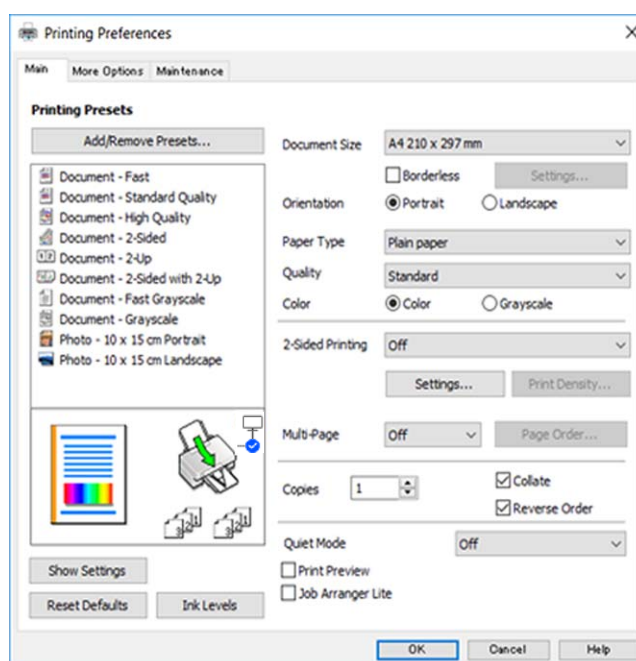 Printing Preferences
Main More Options Maintenance
Printing Presets
Add/Remove Presets...
Document - Fast
Document - Standard Quality
Document - High Quality
Document - 2-Sided
Document - 2-Up
Document - 2-Sided with 2-Up
Document - Fast Grayscale
Document - Grayscale
Photo - 10 x 15 cm Portrait
Photo - 10 x 15 cm Landscape
Show Settings
Reset Defaults Ink Levels
Document Size A4 210 x 297 mm
Borderless Settings...
Orientation Portrait Landscape
Paper Type Plain paper
Quality Standard
Color Color Grayscale
2-Sided Printing Off
Settings... Print Density...
Multi-Page Off Page Order...
Copies 1 Collate
Reverse Order
Quiet Mode Off
Print Preview
Job Arranger Lite
OK Cancel Help